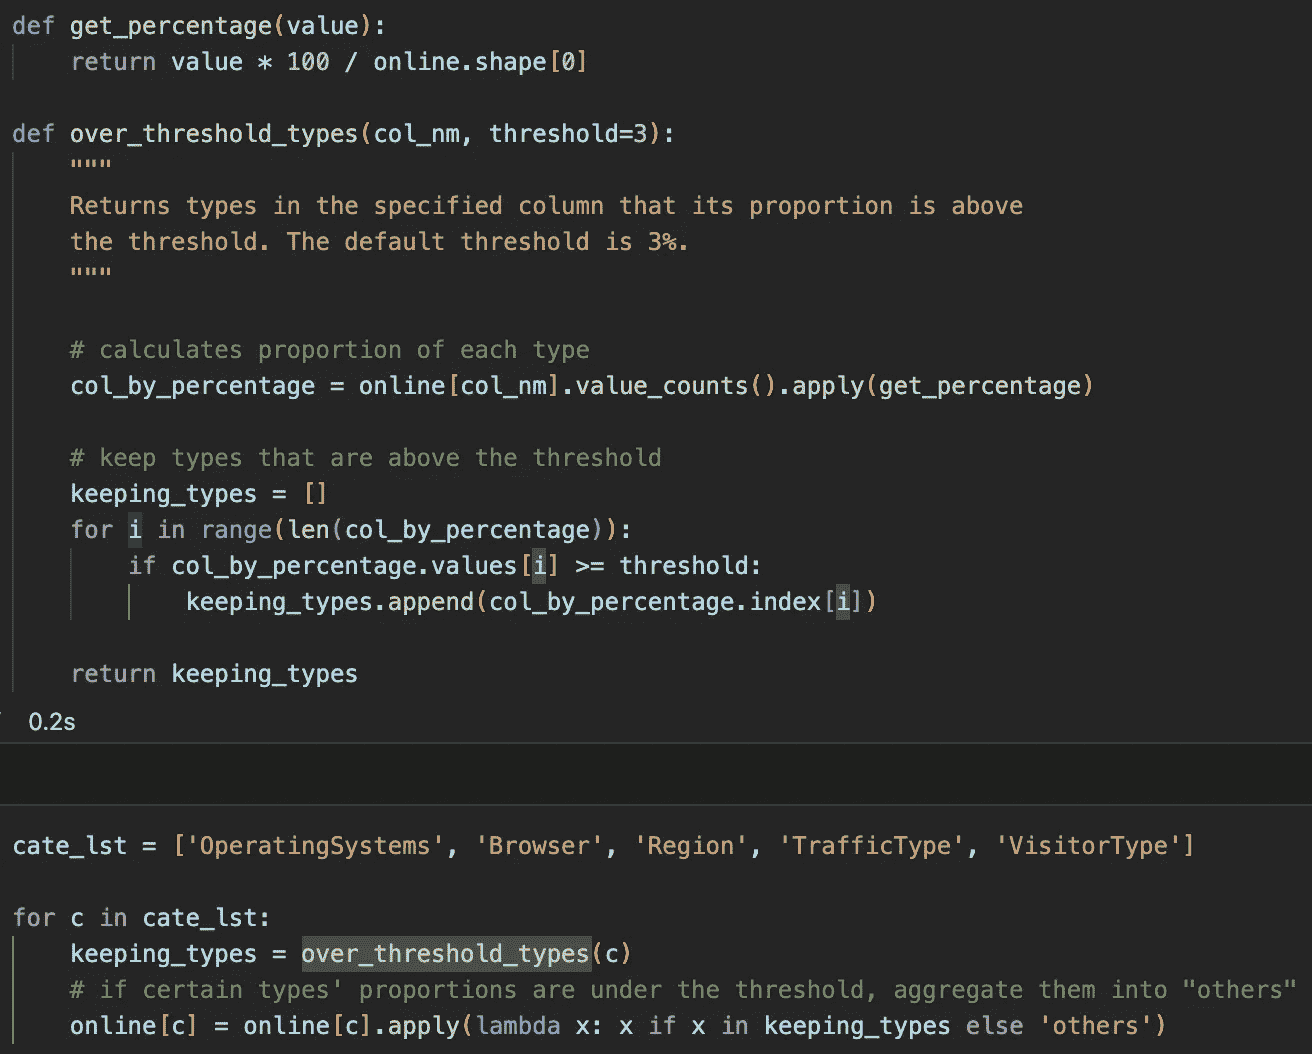 def get_percentage(value):
    return value * 100 / online.shape[0]
def over_threshold_types(col_nm, threshold=3):
    """
    Returns types in the specified column that its proportion is above
    the threshold. The default threshold is 3%.
    """
    # calculates proportion of each type
    col_by_percentage = online[col_nm].value_counts().apply(get_percentage)
    # keep types that are above the threshold
    keeping_types = []
    for i in range(len(col_by_percentage)):
        if col_by_percentage.values[i] >= threshold:
            keeping_types.append(col_by_percentage.index[i])
    return keeping_types
0.2s
cate_lst = ['OperatingSystems', 'Browser', 'Region', 'TrafficType', 'VisitorType']
for c in cate_lst:
    keeping_types = over_threshold_types(c)
    # if certain types' proportions are under the threshold, aggregate them into "others"
    online[c] = online[c].apply(lambda x: x if x in keeping_types else 'others')